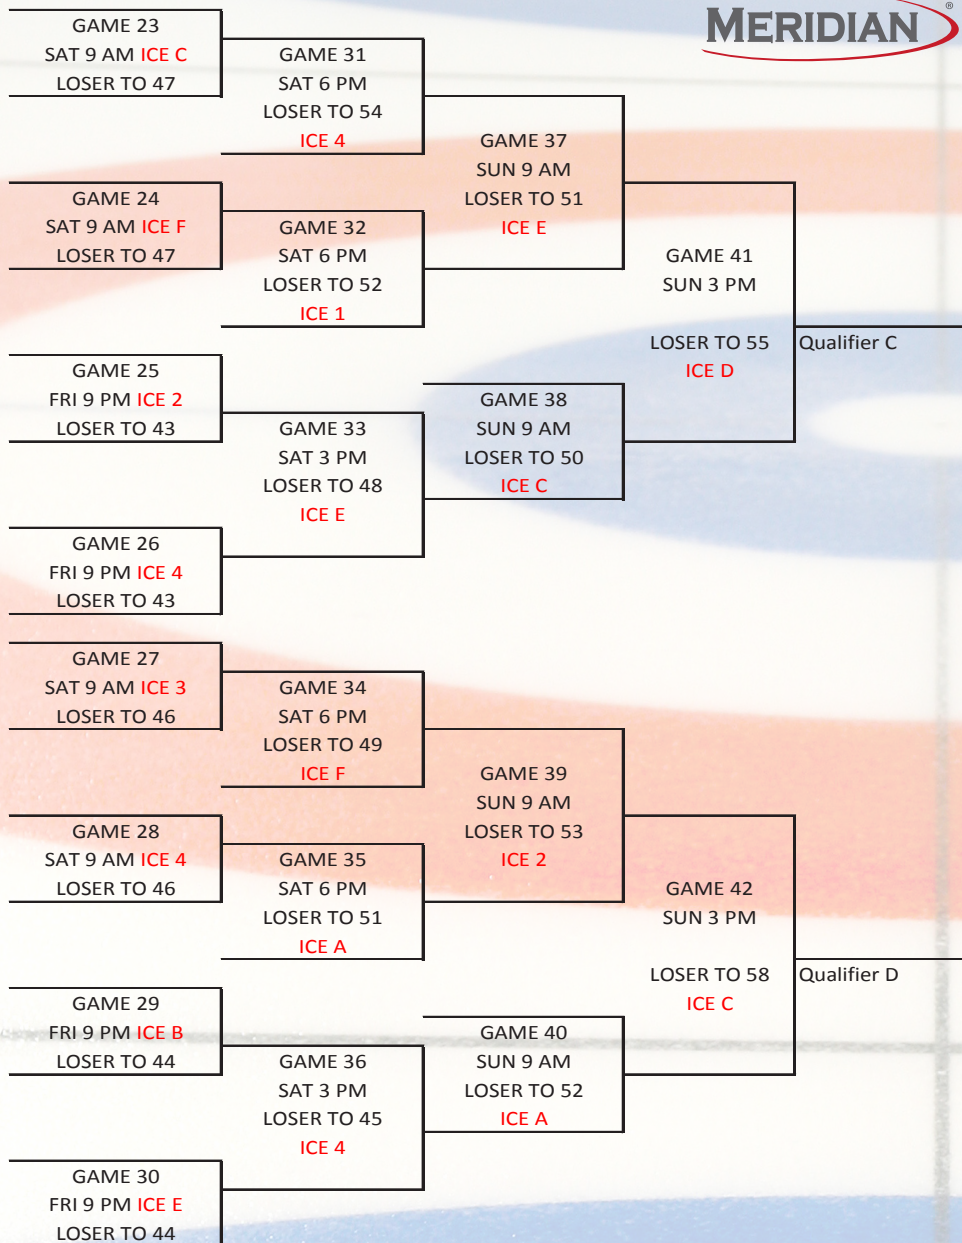 MERIDIAN
®
GAME 23
SAT 9 AM ICE C
LOSER TO 47
GAME 31
SAT 6 PM
LOSER TO 54
ICE 4
GAME 37
SUN 9 AM
LOSER TO 51
ICE E
GAME 24
SAT 9 AM ICE F
LOSER TO 47
GAME 32
SAT 6 PM
LOSER TO 52
ICE 1
GAME 41
SUN 3 PM
LOSER TO 55
ICE D
Qualifier C
GAME 25
FRI 9 PM ICE 2
LOSER TO 43
GAME 33
SAT 3 PM
LOSER TO 48
ICE E
GAME 38
SUN 9 AM
LOSER TO 50
ICE C
GAME 26
FRI 9 PM ICE 4
LOSER TO 43
GAME 27
SAT 9 AM ICE 3
LOSER TO 46
GAME 34
SAT 6 PM
LOSER TO 49
ICE F
GAME 39
SUN 9 AM
LOSER TO 53
ICE 2
GAME 28
SAT 9 AM ICE 4
LOSER TO 46
GAME 35
SAT 6 PM
LOSER TO 51
ICE A
GAME 42
SUN 3 PM
LOSER TO 58
ICE C
Qualifier D
GAME 29
FRI 9 PM ICE B
LOSER TO 44
GAME 36
SAT 3 PM
LOSER TO 45
ICE 4
GAME 40
SUN 9 AM
LOSER TO 52
ICE A
GAME 30
FRI 9 PM ICE E
LOSER TO 44